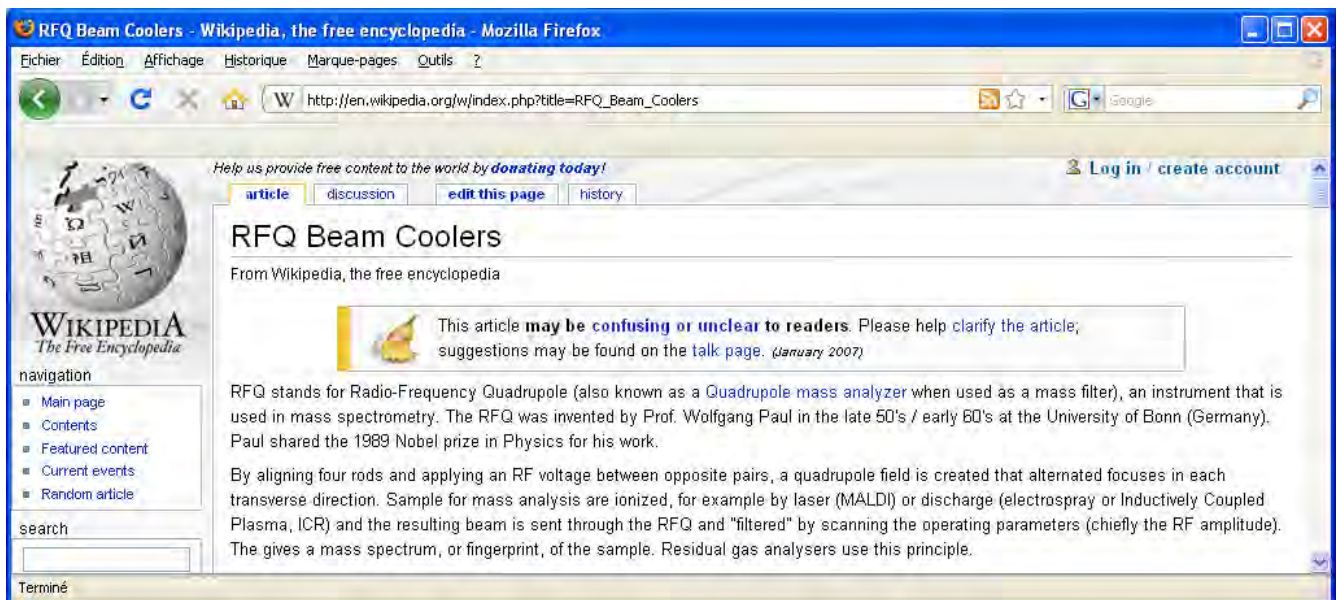 RFQ Beam Coolers - Wikipedia, the free encyclopedia - Mozilla Firefox
Fichier Édition Affichage Historique Marque-pages Outils ?
W http://en.wikipedia.org/w/index.php?title=RFQ_Beam_Coolers G Google
Help us provide free content to the world by donating today!
Log in / create account
article discussion edit this page history
RFQ Beam Coolers
From Wikipedia, the free encyclopedia
This article may be confusing or unclear to readers. Please help clarify the article;
suggestions may be found on the talk page. (January 2007)
WIKIPEDIA
The Free Encyclopedia
navigation
Main page
Contents
Featured content
Current events
Random article
search
RFQ stands for Radio-Frequency Quadrupole (also known as a Quadrupole mass analyzer when used as a mass filter), an instrument that is
used in mass spectrometry. The RFQ was invented by Prof. Wolfgang Paul in the late 50's / early 60's at the University of Bonn (Germany).
Paul shared the 1989 Nobel prize in Physics for his work.
By aligning four rods and applying an RF voltage between opposite pairs, a quadrupole field is created that alternated focuses in each
transverse direction. Sample for mass analysis are ionized, for example by laser (MALDI) or discharge (electrospray or Inductively Coupled
Plasma, ICR) and the resulting beam is sent through the RFQ and "filtered" by scanning the operating parameters (chiefly the RF amplitude).
The gives a mass spectrum, or fingerprint, of the sample. Residual gas analysers use this principle.
Terminé